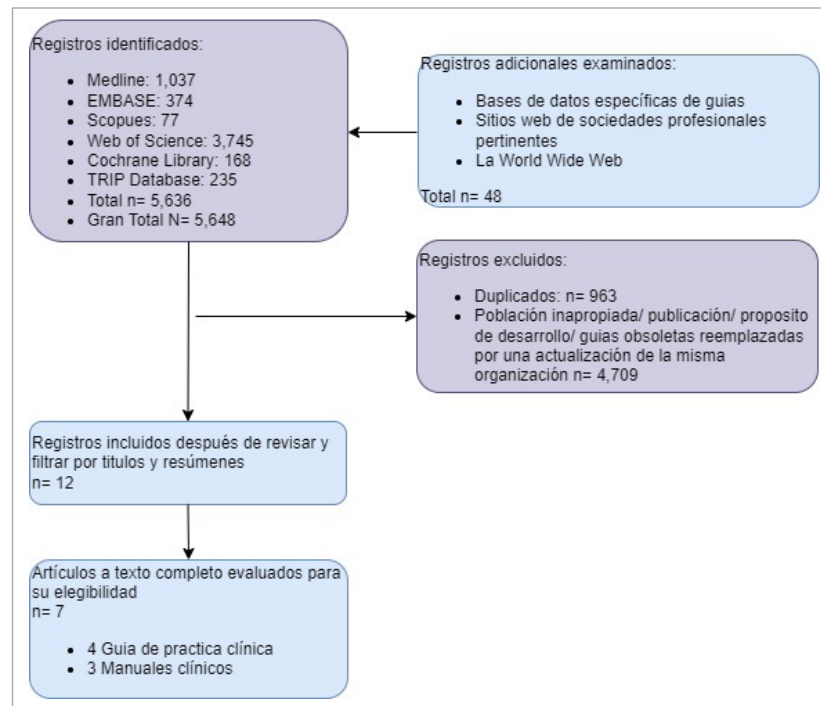 Registros identificados:
• Medline: 1,037
• EMBASE: 374
• Scopues: 77
• Web of Science: 3,745
• Cochrane Library: 168
• TRIP Database: 235
• Total n= 5,636
• Gran Total N= 5,648
Registros adicionales examinados:
• Bases de datos específicas de guias
• Sitios web de sociedades profesionales
pertinentes
• La World Wide Web
Total n= 48
Registros excluidos:
• Duplicados: n= 963
• Población inapropiada/ publicación/ proposito
de desarrollo/ guias obsoletas reemplazadas
por una actualización de la misma
organización n= 4,709
Registros incluidos después de revisar y
filtrar por titulos y resúmenes
n= 12
Artículos a texto completo evaluados para
su elegibilidad
n= 7
• 4 Guia de practica clínica
• 3 Manuales clínicos